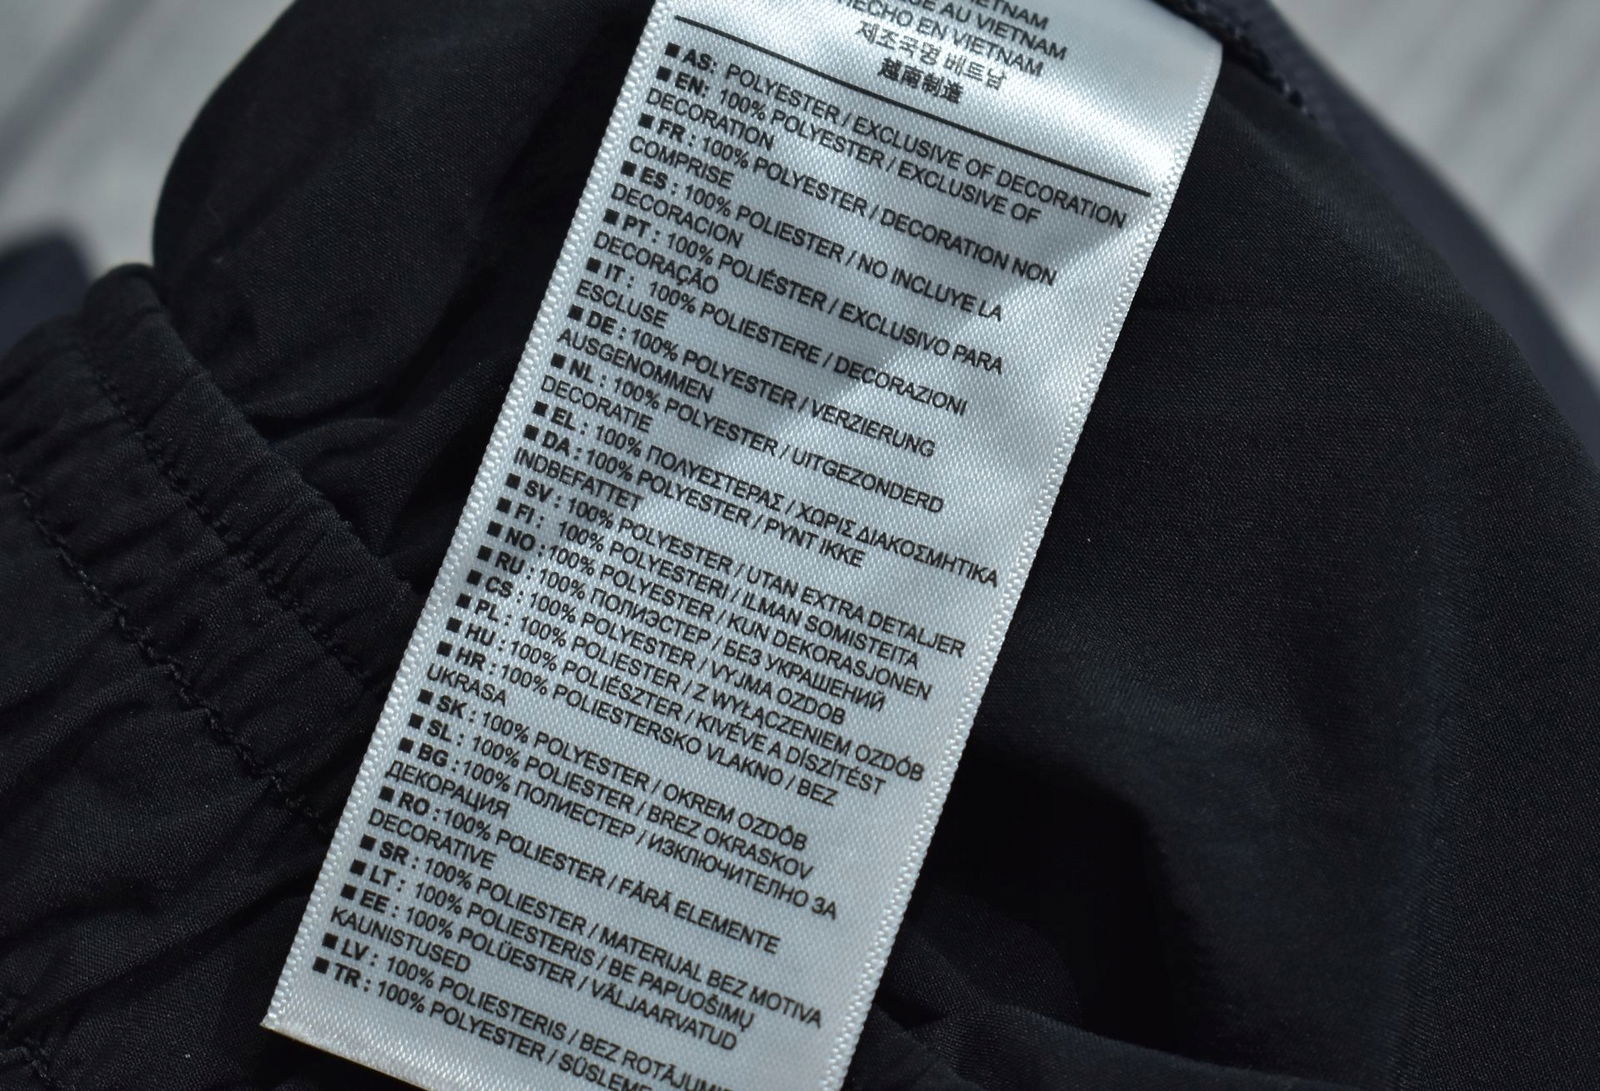 VIETNAM
AU VIETNAM
HECHO EN VIETNAM
제조국명 베트남
越南制造
■ AS: POLYESTER / EXCLUSIVE OF DECORATION
■ EN: 100% POLYESTER / EXCLUSIVE OF
DECORATION
■ FR : 100% POLYESTER / DECORATION NON
COMPRISE
■ ES : 100% POLIESTER / NO INCLUYE LA
DECORACION
■ PT : 100% POLIÉSTER / EXCLUSIVO PARA
DECORAÇÃO
■ IT : 100% POLIESTERE / DECORAZIONI
ESCLUSE
■ DE : 100% POLYESTER / VERZIERUNG
AUSGENOMMEN
■ NL : 100% POLYESTER / UITGEZONDERD
DECORATIE
■ EL : 100% ΠΟΛΥΕΣΤΕΡΑΣ / ΧΩΡΙΣ ΔΙΑΚΟΣΜΗΤΙΚΑ
■ DA : 100% POLYESTER / PYNT IKKE
INDBEFATTET
■ SV : 100% POLYESTER / UTAN EXTRA DETALJER
■ FI : 100% POLYESTERI / ILMAN SOMISTEITA
■ NO : 100% POLYESTER / KUN DEKORASJONEN
■ RU : 100% ПОЛИЭСТЕР / БЕЗ УКРАШЕНИЙ
■ CS : 100% POLYESTER / VYJMA OZDOB
■ PL : 100% POLIESTER / Z WYŁĄCZENIEM OZDÓB
■ HU : 100% POLIÉSZTER / KIVÉVE A DÍSZÍTÉST
■ HR : 100% POLIESTERSKO VLAKNO / BEZ
UKRASA
■ SK : 100% POLYESTER / OKREM OZDÔB
■ SL : 100% POLIESTER / BREZ OKRASKOV
■ BG : 100% ПОЛИЕСТЕР / ИЗКЛЮЧИТЕЛНО ЗА
ДЕКОРАЦИЯ
■ RO : 100% POLIESTER / FĂRĂ ELEMENTE
DECORATIVE
■ SR : 100% POLIESTER / MATERIJAL BEZ MOTIVA
■ LT : 100% POLIESTERIS / BE PAPUOŠIMŲ
■ EE : 100% POLÜESTER / VÄLJAARVATUD
KAUNISTUSED
■ LV : 100% POLIESTERIS / BEZ ROTĀJUMIEM
■ TR : 100% POLYESTER /